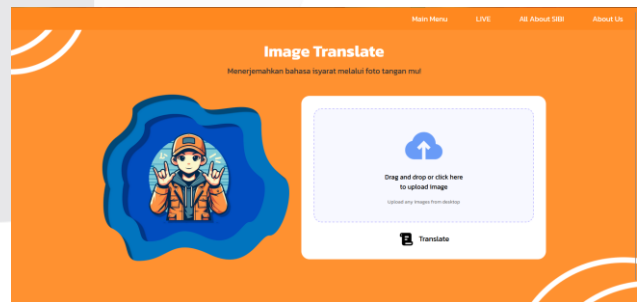 Main Menu LIVE All About SIBI About Us
Image Translate
Menerjemahkan bahasa isyarat melalui foto tangan mu!
Drag and drop or click here
to upload image
Upload any images from desktop
Translate